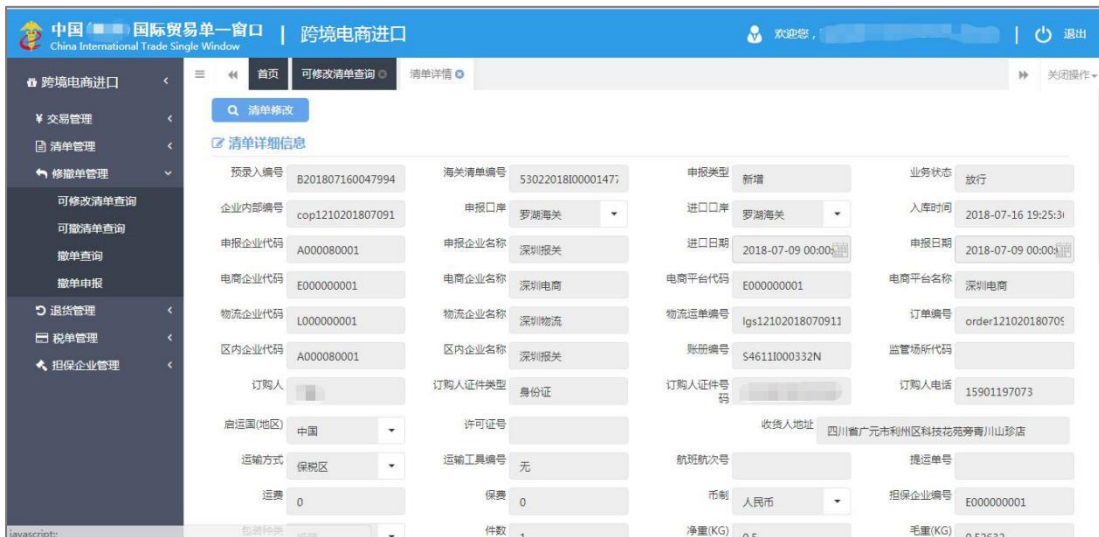 中国 国际贸易单一窗口 | 跨境电商进口 欢迎您， | 退出
China International Trade Single Window
跨境电商进口 首页 可修改清单查询 清单详情 关闭操作
清单修改
¥ 交易管理
清单管理 清单详细信息
修撤单管理 预录入编号 B201807160047994 海关清单编号 申报类型 新增 业务状态 放行
可修改清单查询 企业内部编号 cop1210201807091 申报口岸 罗湖海关 进口口岸 罗湖海关 入库时间 2018-07-16 19:25:3
可撤清单查询 申报企业代码 A000080001 申报企业名称 深圳报关 进口日期 2018-07-09 00:00: 申报日期 2018-07-09 00:00:
撤单查询
撤单申报 电商企业代码 E000000001 电商企业名称 深圳电商 电商平台代码 E000000001 电商平台名称 深圳电商
退货管理 物流企业代码 L000000001 物流企业名称 深圳物流 物流运单编号 lgs12102018070911 订单编号 order121020180709
税单管理 区内企业代码 A000080001 区内企业名称 深圳报关 账册编号 S4611I000332N 监管场所代码
担保企业管理
订购人 订购人证件类型 身份证 订购人证件号码 订购人电话 15901197073
启运国(地区) 中国 许可证号 收货人地址 四川省广元市利州区科技花苑旁青川山珍店
运输方式 保税区 运输工具编号 无 航班航次号 提运单号
运费 0 保费 0 币制 人民币 担保企业编号 E000000001
包装种类 件数 1 净重(KG) 0.5 毛重(KG) 0.52632
javascript:;